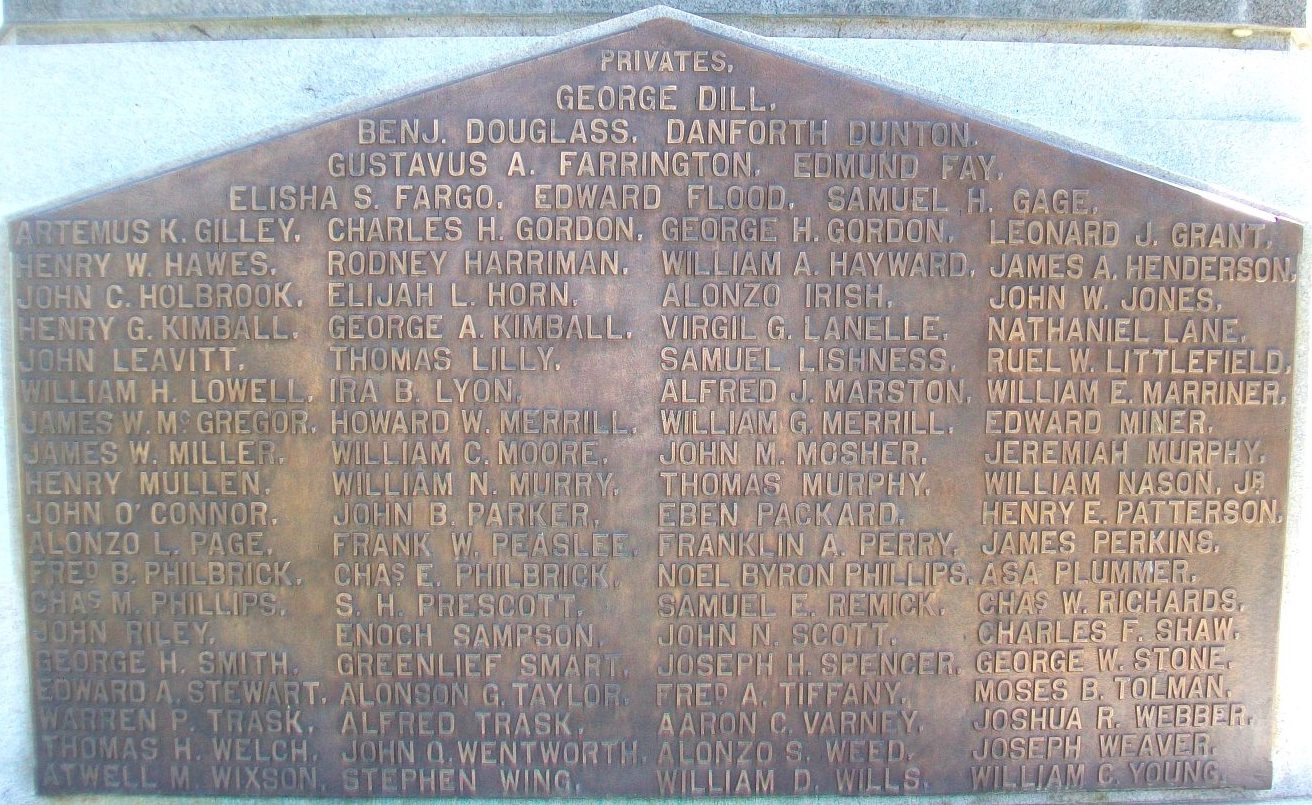 PRIVATES,
GEORGE DILL,
BENJ. DOUGLASS, DANFORTH DUNTON,
GUSTAVUS A. FARRINGTON, EDMUND FAY,
ELISHA S. FARGO, EDWARD FLOOD, SAMUEL H. GAGE,
ARTEMUS K. GILLEY, CHARLES H. GORDON, GEORGE H. GORDON, LEONARD J. GRANT,
HENRY W. HAWES, RODNEY HARRIMAN, WILLIAM A. HAYWARD, JAMES A. HENDERSON,
JOHN C. HOLBROOK, ELIJAH L. HORN, ALONZO IRISH, JOHN W. JONES,
HENRY G. KIMBALL, GEORGE A. KIMBALL, VIRGIL G. LANELLE, NATHANIEL LANE,
JOHN LEAVITT, THOMAS LILLY, SAMUEL LISHNESS, RUEL W. LITTLEFIELD,
WILLIAM H. LOWELL, IRA B. LYON, ALFRED J. MARSTON, WILLIAM E. MARRINER,
JAMES W. McGREGOR, HOWARD W. MERRILL, WILLIAM G. MERRILL, EDWARD MINER,
JAMES W. MILLER, WILLIAM C. MOORE, JOHN M. MOSHER, JEREMIAH MURPHY,
HENRY MULLEN, WILLIAM N. MURRY, THOMAS MURPHY, WILLIAM NASON, JR
JOHN O'CONNOR, JOHN B. PARKER, EBEN PACKARD, HENRY E. PATTERSON,
ALONZO L. PAGE, FRANK W. PEASLEE, FRANKLIN A. PERRY, JAMES PERKINS,
FRED B. PHILBRICK, CHAS E. PHILBRICK, NOEL BYRON PHILLIPS, ASA PLUMMER,
CHAS M. PHILLIPS, S. H. PRESCOTT, SAMUEL E. REMICK, CHAS W. RICHARDS,
JOHN RILEY, ENOCH SAMPSON, JOHN N. SCOTT, CHARLES F. SHAW,
GEORGE H. SMITH, GREENLIEF SMART, JOSEPH H. SPENCER, GEORGE W. STONE,
EDWARD A. STEWART, ALONSON G. TAYLOR, FRED A. TIFFANY, MOSES B. TOLMAN,
WARREN P. TRASK, ALFRED TRASK, AARON C. VARNEY, JOSHUA R. WEBBER,
THOMAS H. WELCH, JOHN Q. WENTWORTH, ALONZO S. WEED, JOSEPH WEAVER,
ATWELL M. WIXSON, STEPHEN WING, WILLIAM D. WILLS, WILLIAM C. YOUNG,